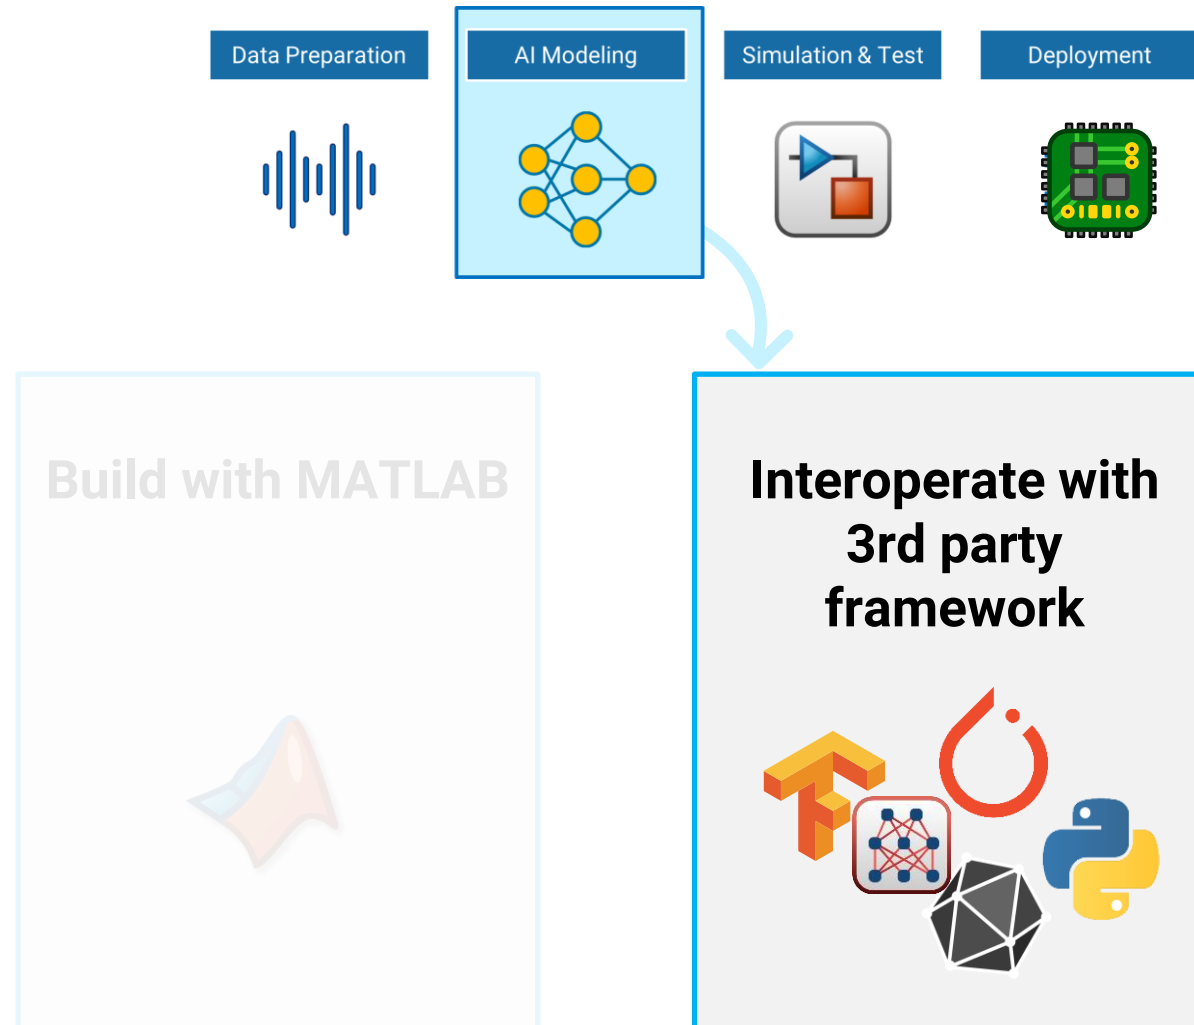 Data Preparation
AI Modeling
Simulation & Test
Deployment
Build with MATLAB
Interoperate with
3rd party
framework